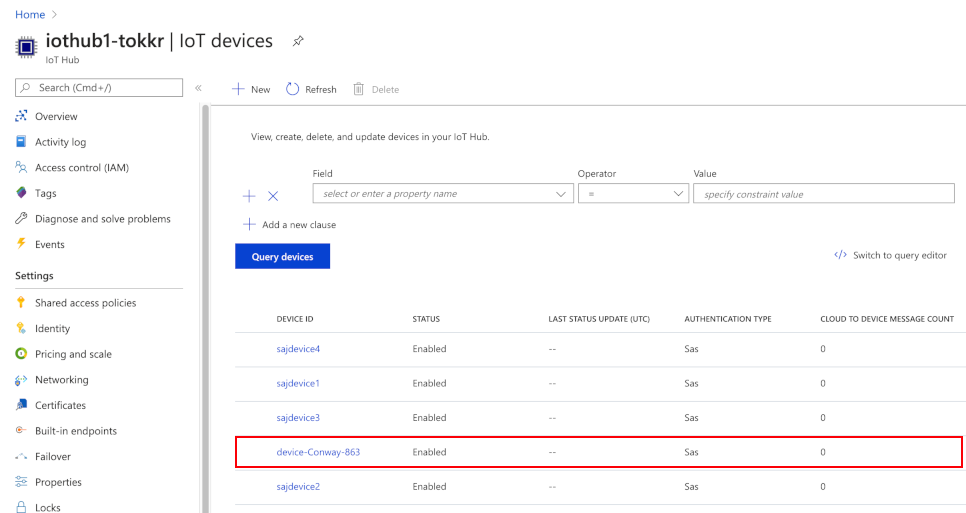 Home >
iothub1-tokkr | IoT devices
IoT Hub
Search (Cmd+/)
«
Overview
Activity log
Access control (IAM)
Tags
Diagnose and solve problems
Events
Settings
Shared access policies
Identity
Pricing and scale
Networking
Certificates
Built-in endpoints
Failover
Properties
Locks
New Refresh Delete
View, create, delete, and update devices in your IoT Hub.
Field Operator Value
select or enter a property name = specify constraint value
Add a new clause
Query devices </> Switch to query editor
DEVICE ID STATUS LAST STATUS UPDATE (UTC) AUTHENTICATION TYPE CLOUD TO DEVICE MESSAGE COUNT
sajdevice4 Enabled -- Sas 0
sajdevice1 Enabled -- Sas 0
sajdevice3 Enabled -- Sas 0
device-Conway-863 Enabled -- Sas 0
sajdevice2 Enabled -- Sas 0